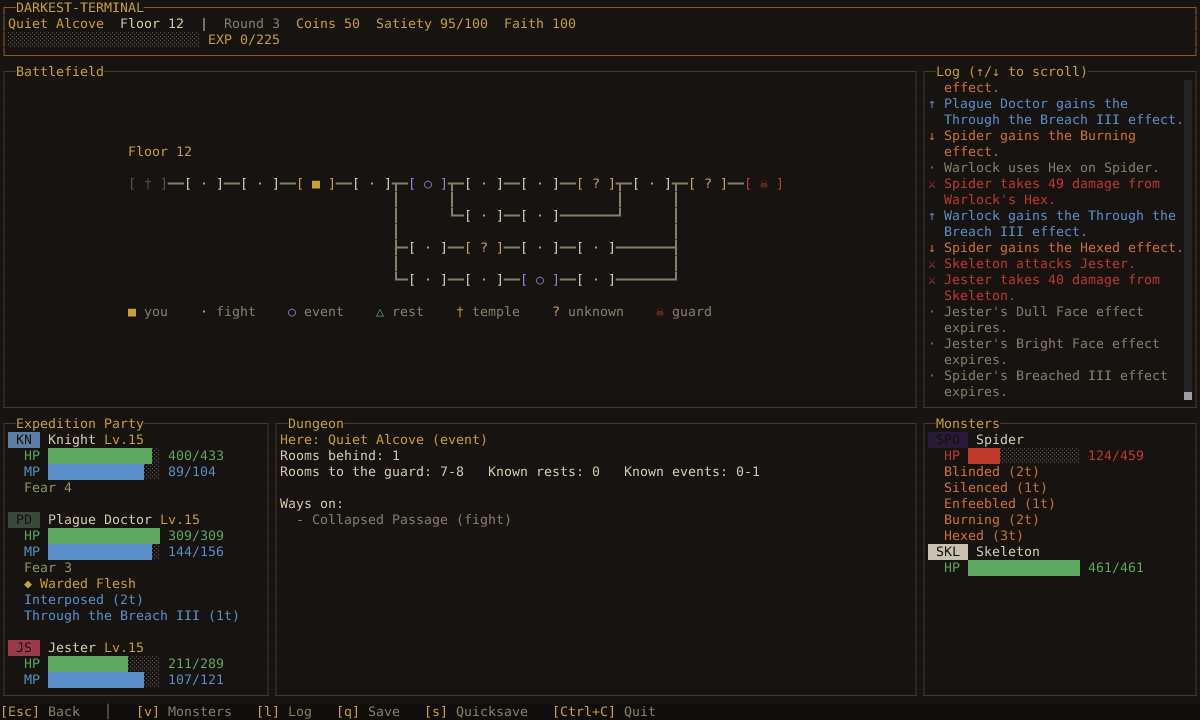 DARKEST-TERMINAL
Quiet Alcove  Floor 12  |  Round 3  Coins 50  Satiety 95/100  Faith 100
EXP 0/225
Battlefield
Floor 12
[ † ]──[ · ]──[ · ]──[ ■ ]──[ · ]┬─[ ○ ]┬─[ · ]──[ · ]──[ ? ]┬─[ · ]┬─[ ? ]──[ ☠ ]
└─[ · ]──[ · ]
├─[ · ]──[ ? ]──[ · ]──[ · ]
└─[ · ]──[ · ]──[ ○ ]──[ · ]
■ you  · fight  ○ event  △ rest  † temple  ? unknown  ☠ guard
Log (↑/↓ to scroll)
effect.
↑ Plague Doctor gains the
Through the Breach III effect.
↓ Spider gains the Burning
effect.
· Warlock uses Hex on Spider.
⚔ Spider takes 49 damage from
Warlock's Hex.
↑ Warlock gains the Through the
Breach III effect.
↓ Spider gains the Hexed effect.
⚔ Skeleton attacks Jester.
⚔ Jester takes 40 damage from
Skeleton.
· Jester's Dull Face effect
expires.
· Jester's Bright Face effect
expires.
· Spider's Breached III effect
expires.
Expedition Party
KN Knight Lv.15
HP 400/433
MP 89/104
Fear 4
PD Plague Doctor Lv.15
HP 309/309
MP 144/156
Fear 3
◆ Warded Flesh
Interposed (2t)
Through the Breach III (1t)
JS Jester Lv.15
HP 211/289
MP 107/121
Dungeon
Here: Quiet Alcove (event)
Rooms behind: 1
Rooms to the guard: 7-8   Known rests: 0   Known events: 0-1
Ways on:
- Collapsed Passage (fight)
Monsters
SPD Spider
HP 124/459
Blinded (2t)
Silenced (1t)
Enfeebled (1t)
Burning (2t)
Hexed (3t)
SKL Skeleton
HP 461/461
[Esc] Back  │  [v] Monsters  [l] Log  [q] Save  [s] Quicksave  [Ctrl+C] Quit